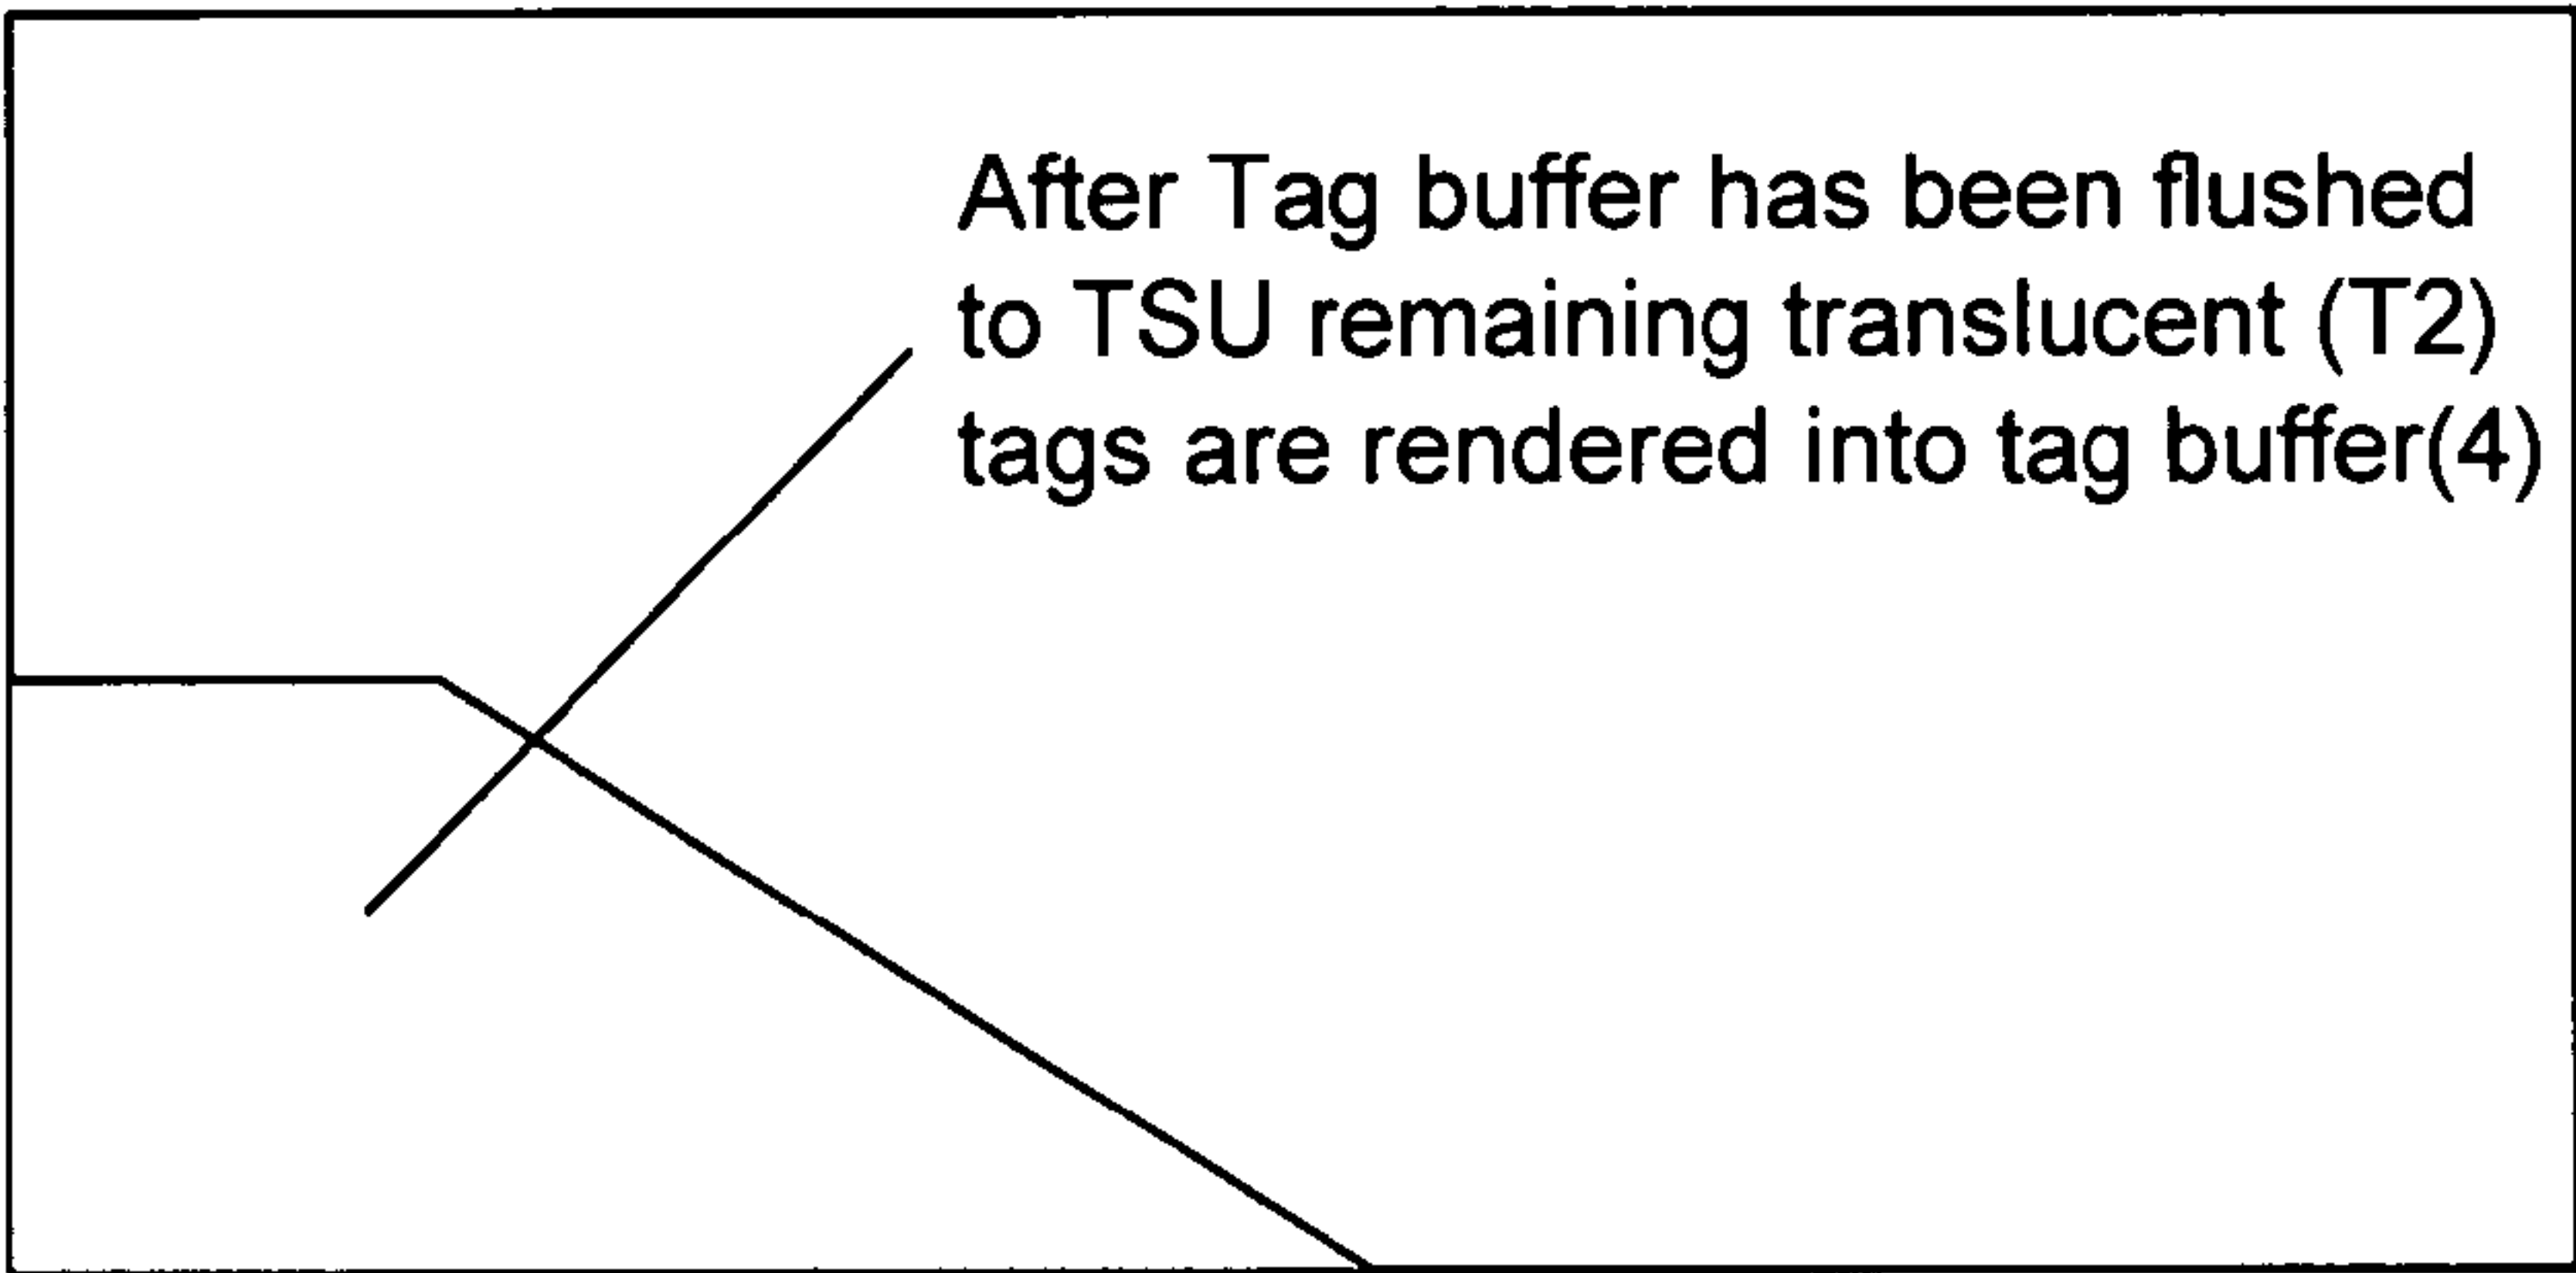 After Tag buffer has been flushed
to TSU remaining translucent (T2)
tags are rendered into tag buffer(4)